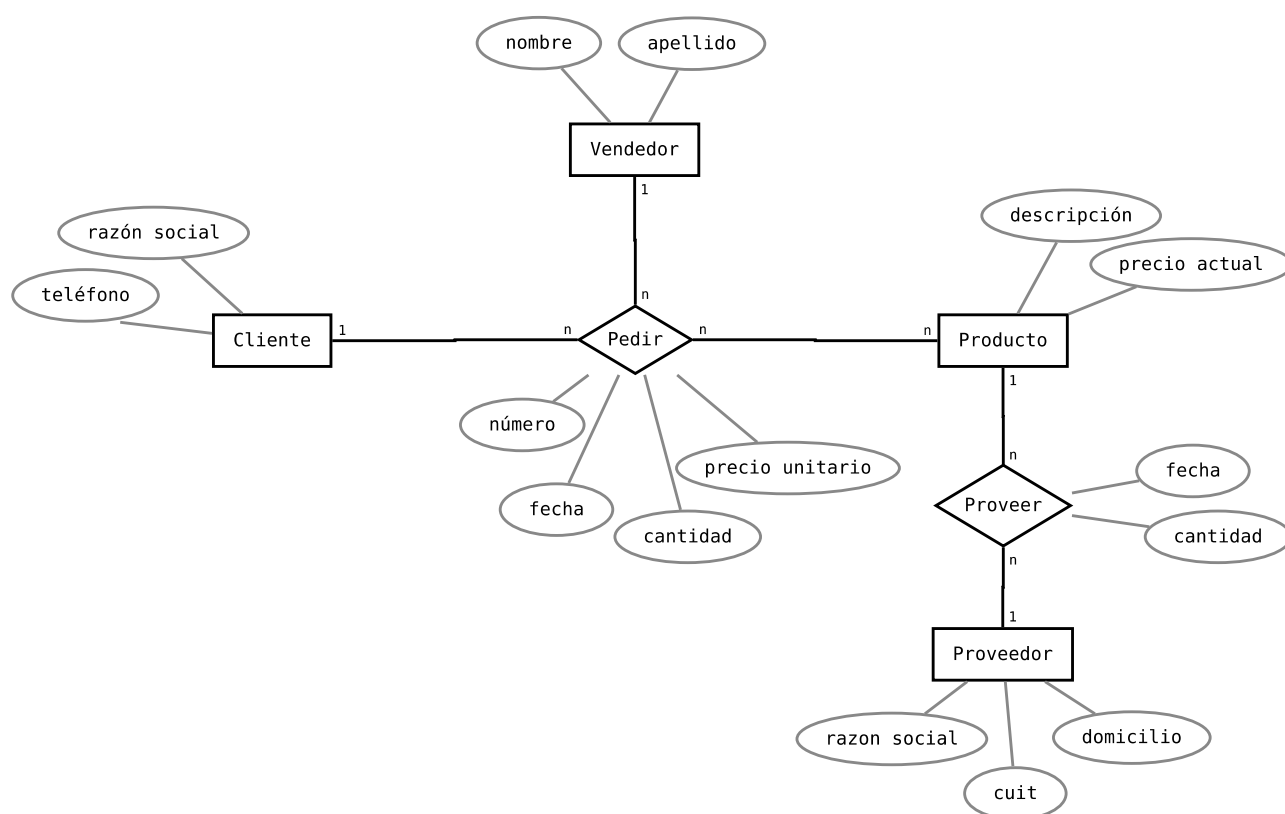 nombre
apellido
Vendedor
1
descripción
razón social
precio actual
teléfono
n
Cliente
1
n
Pedir
n
n
Producto
1
número
n
precio unitario
fecha
fecha
Proveer
cantidad
cantidad
n
1
Proveedor
razon social
domicilio
cuit